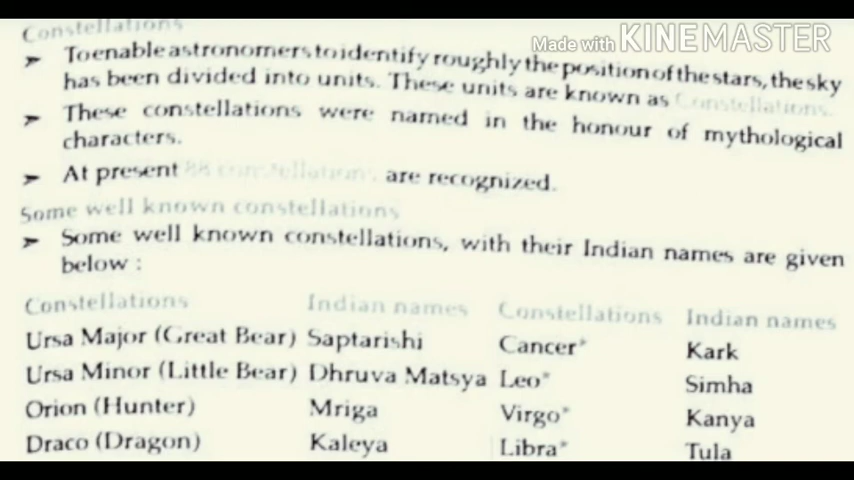 Made with KINEMASTER
Constellations
➤ To enable astronomers to identify roughly the position of the stars, the sky
has been divided into units. These units are known as Constellations.
➤ These constellations were named in the honour of mythological
characters.
➤ At present 88 constellations are recognized.
Some well known constellations
➤ Some well known constellations, with their Indian names are given
below :
Constellations Indian names Constellations Indian names
Ursa Major (Great Bear) Saptarishi Cancer* Kark
Ursa Minor (Little Bear) Dhruva Matsya Leo* Simha
Orion (Hunter) Mriga Virgo* Kanya
Draco (Dragon) Kaleya Libra* Tula